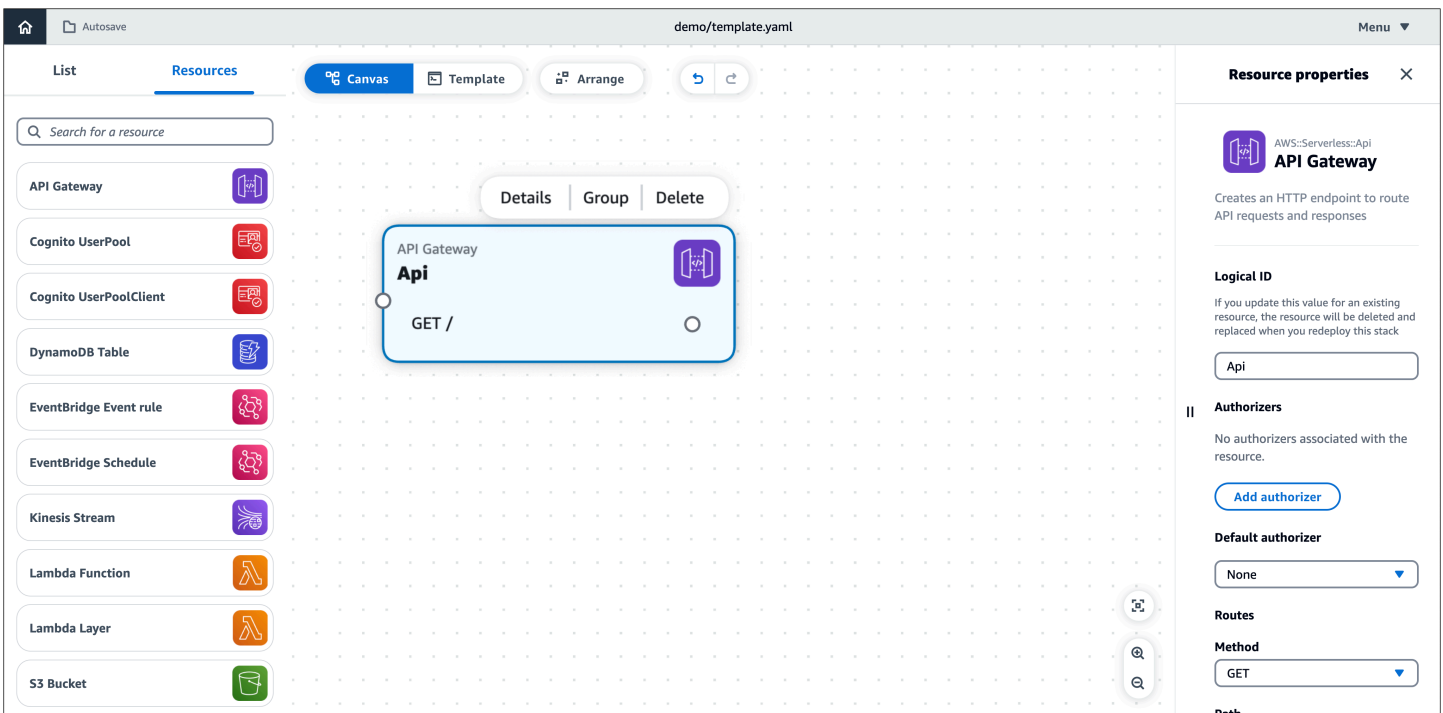 Autosave
demo/template.yaml
Menu
List
Resources
Search for a resource
API Gateway
Cognito UserPool
Cognito UserPoolClient
DynamoDB Table
EventBridge Event rule
EventBridge Schedule
Kinesis Stream
Lambda Function
Lambda Layer
S3 Bucket
Canvas
Template
Arrange
Details
Group
Delete
API Gateway
Api
GET /
Resource properties
AWS::Serverless::Api
API Gateway
Creates an HTTP endpoint to route
API requests and responses
Logical ID
If you update this value for an existing
resource, the resource will be deleted and
replaced when you redeploy this stack
Api
Authorizers
No authorizers associated with the
resource.
Add authorizer
Default authorizer
None
Routes
Method
GET
Path